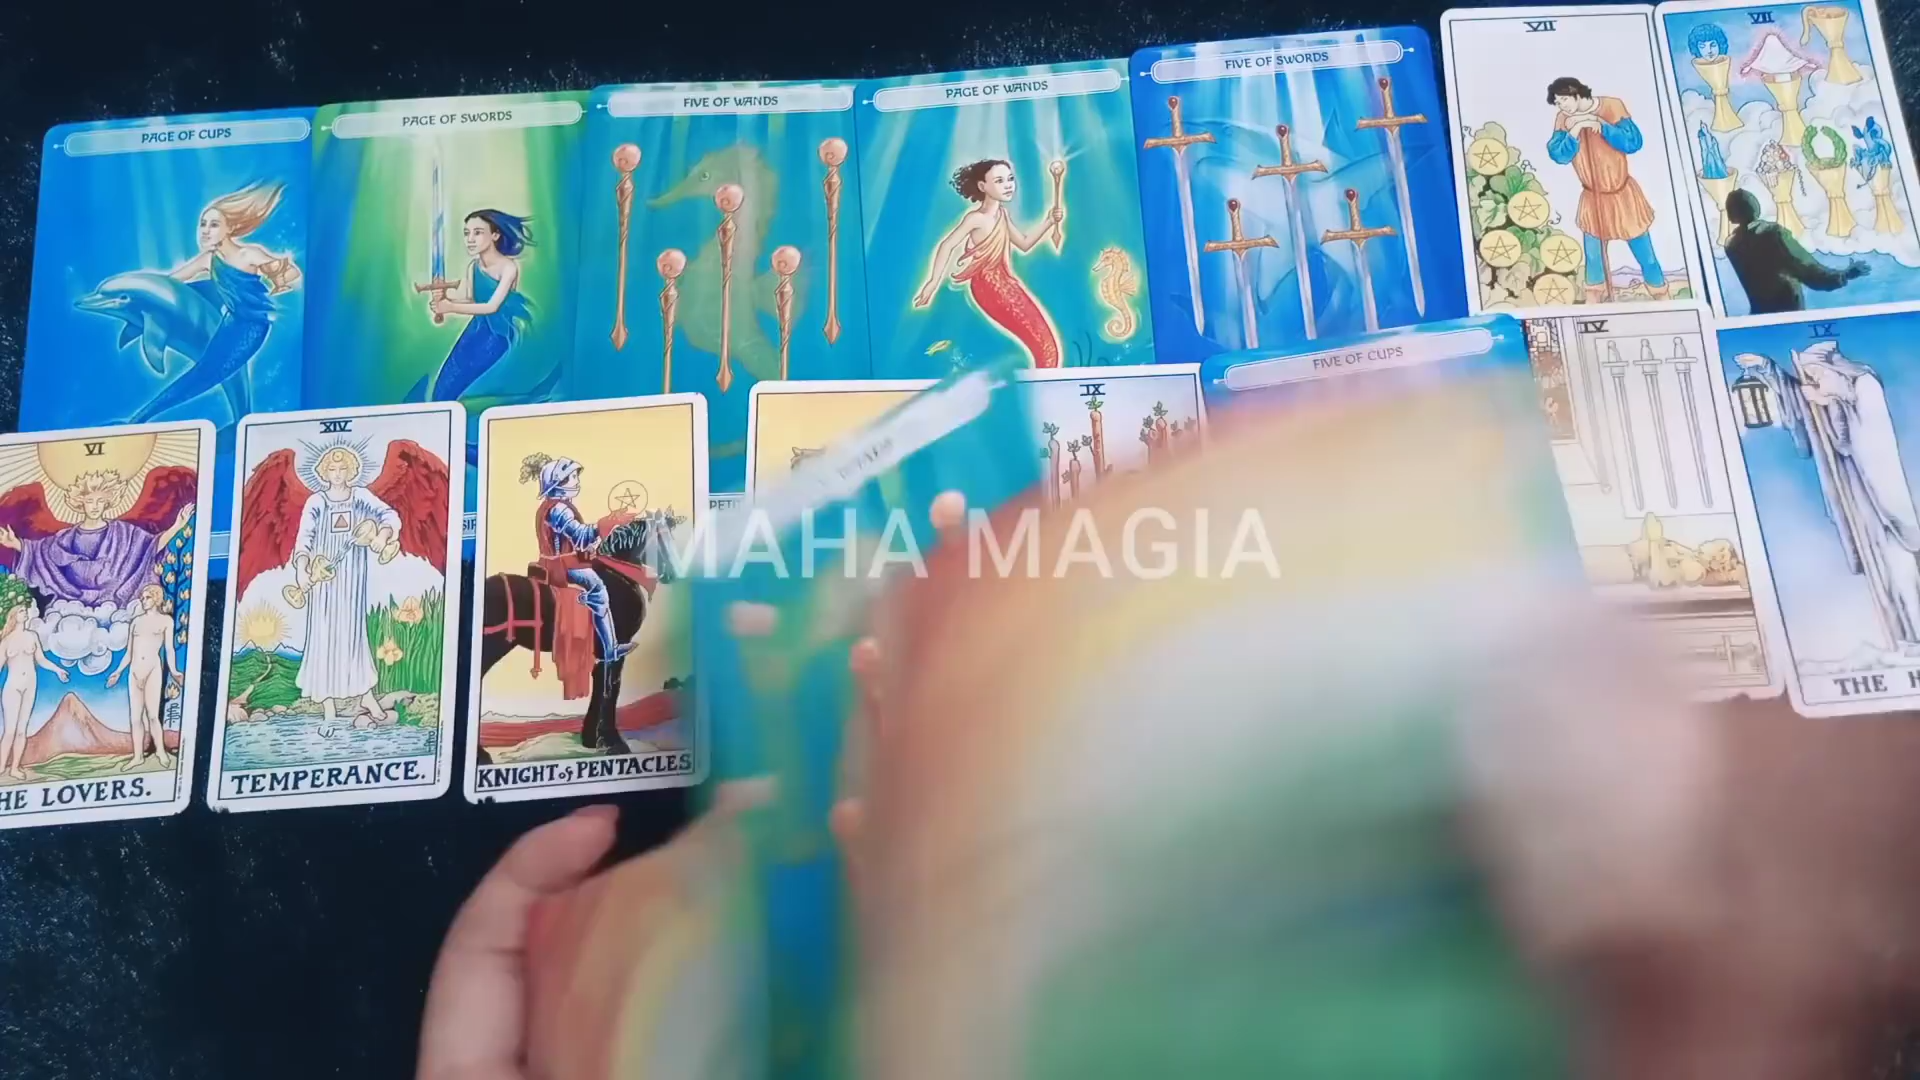 PAGE OF CUPS
PAGE OF SWORDS
FIVE OF WANDS
PAGE OF WANDS
FIVE OF SWORDS
VII
VII
FIVE OF CUPS
IV
IX
IX
VI
XIV
MAHA MAGIA
THE H
HE LOVERS.
TEMPERANCE.
KNIGHT of PENTACLES